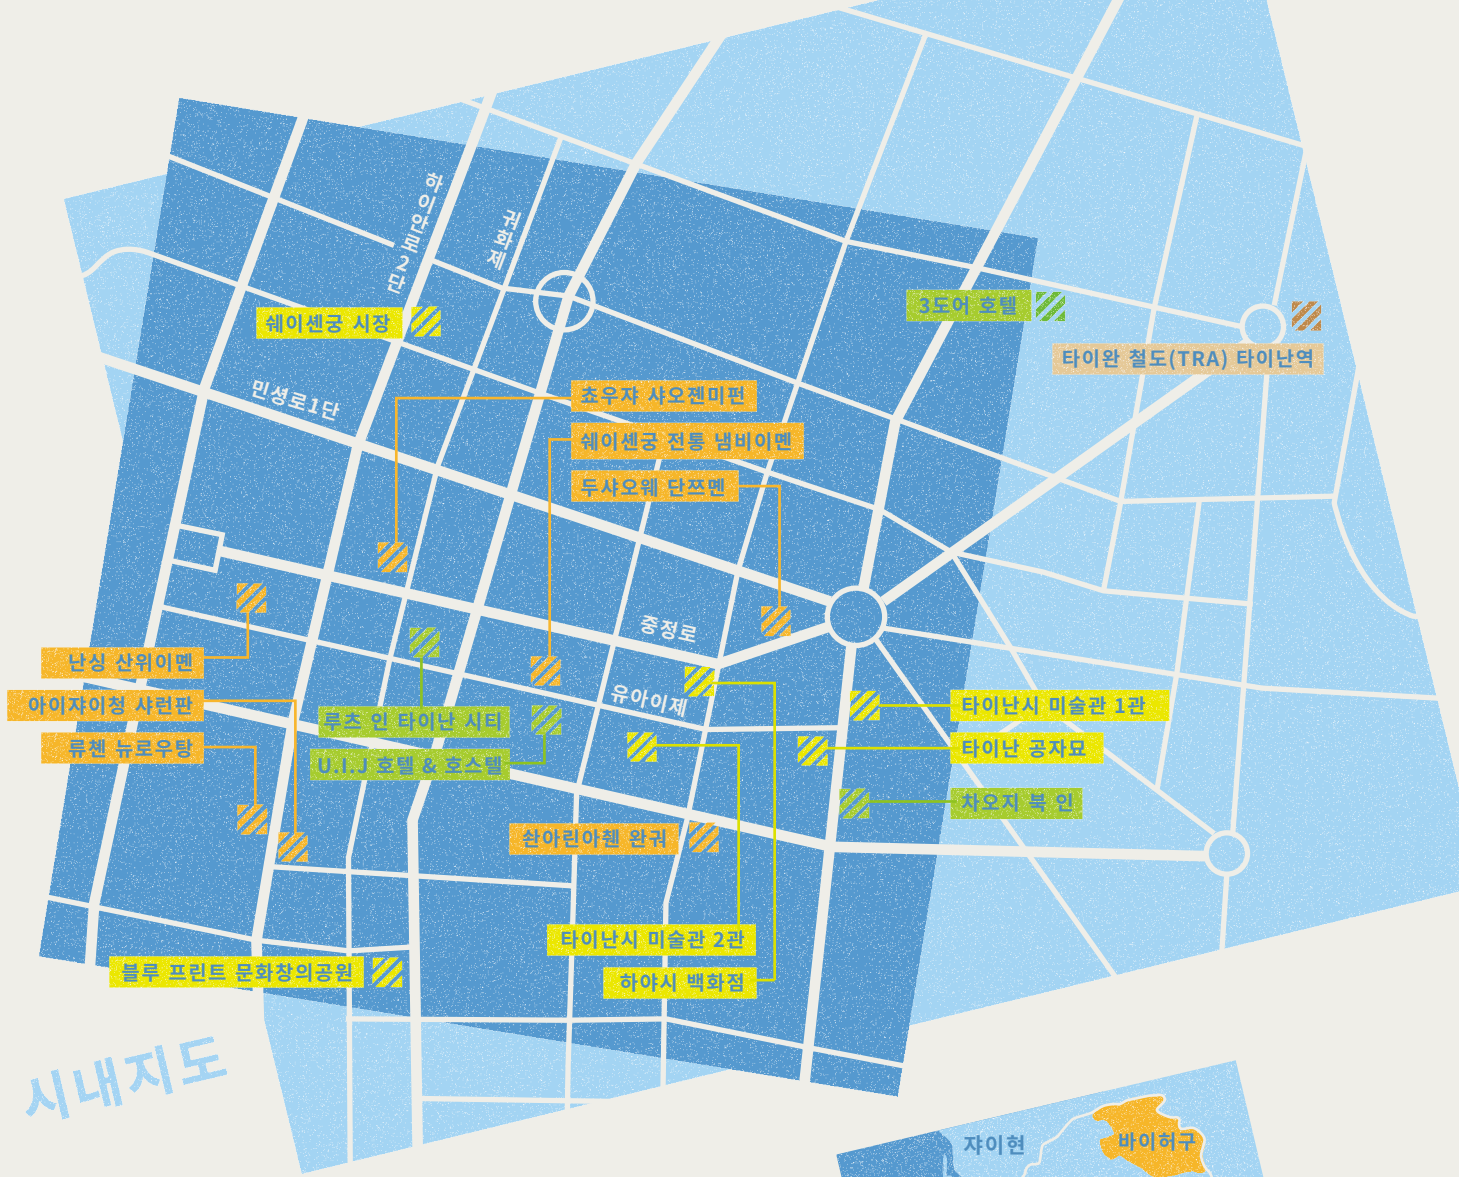 하이안로2단
궈화제
쉐이셴궁 시장
3도어 호텔
타이완 철도(TRA) 타이난역
민셩로1단
쵸우쟈 샤오젠미펀
쉐이셴궁 전통 냄비이몐
두샤오웨 단쯔몐
중정로
난싱 산위이몐
유아이제
아이쟈이청 샤런판
타이난시 미술관 1관
루츠 인 타이난 시티
류첸 뉴로우탕
타이난 공자묘
U.I.J 호텔 & 호스텔
차오지 북 인
촨아린아췐 완궈
타이난시 미술관 2관
블루 프린트 문화창의공원
하야시 백화점
시내지도
쟈이현
바이허구